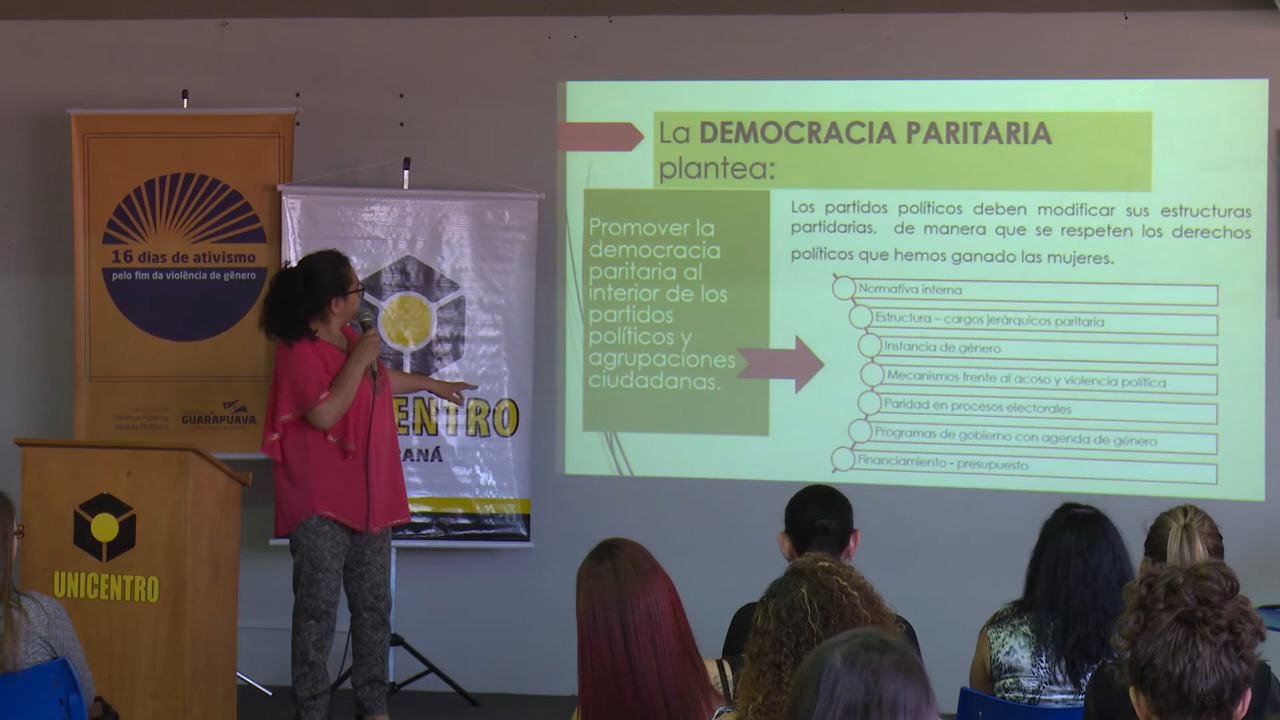 16 dias de ativismo
pelo fim da violência de gênero
GUARAPUAVA
ENTRO
ANÁ
UNICENTRO
La DEMOCRACIA PARITARIA
plantea:
Promover la
democracia
paritaria al
interior de los
partidos
políticos y
agrupaciones
ciudadanas.
Los partidos políticos deben modificar sus estructuras
partidarias, de manera que se respeten los derechos
políticos que hemos ganado las mujeres.
Normativa interna
Estructura – cargos jerárquicos paritaria
Instancia de género
Mecanismos frente al acoso y violencia política
Paridad en procesos electorales
Programas de gobierno con agenda de género
Financiamiento - presupuesto